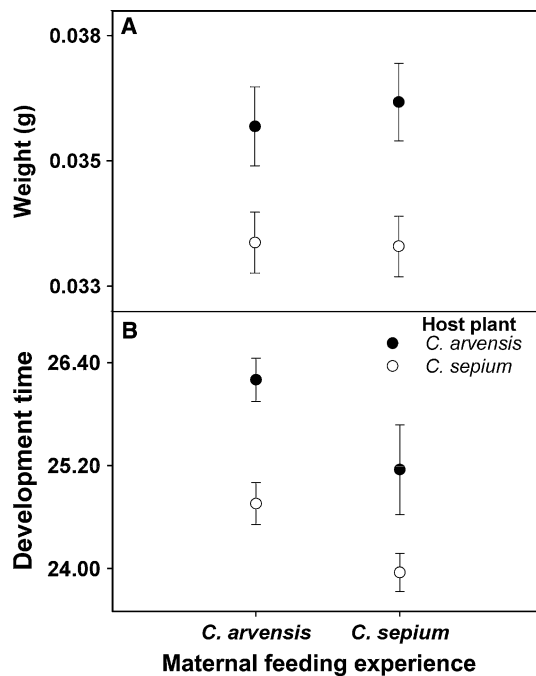 A
0.038
0.035
0.033
Weight (g)
B
Host plant
C. arvensis
C. sepium
26.40
25.20
24.00
Development time
C. arvensis C. sepium
Maternal feeding experience